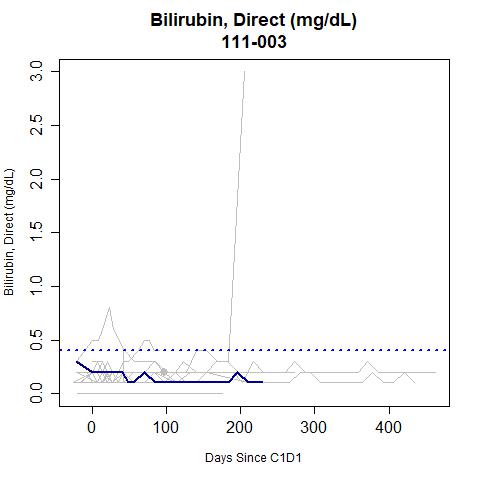 Bilirubin, Direct (mg/dL)
111-003
Bilirubin, Direct (mg/dL)
3.0
2.5
2.0
1.5
1.0
0.5
0.0
0 100 200 300 400
Days Since C1D1